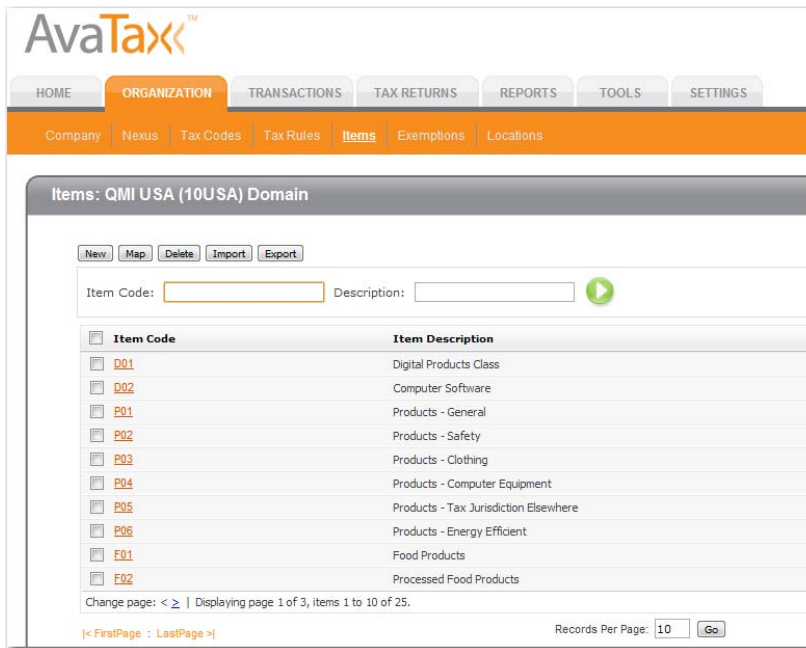 AvaTax™
HOME ORGANIZATION TRANSACTIONS TAX RETURNS REPORTS TOOLS SETTINGS
Company Nexus Tax Codes Tax Rules Items Exemptions Locations
Items: QMI USA (10USA) Domain
New Map Delete Import Export
Item Code: Description:
Item Code Item Description
D01 Digital Products Class
D02 Computer Software
P01 Products - General
P02 Products - Safety
P03 Products - Clothing
P04 Products - Computer Equipment
P05 Products - Tax Jurisdiction Elsewhere
P06 Products - Energy Efficient
F01 Food Products
F02 Processed Food Products
Change page: < > | Displaying page 1 of 3, items 1 to 10 of 25.
|< FirstPage : LastPage >| Records Per Page: 10 Go